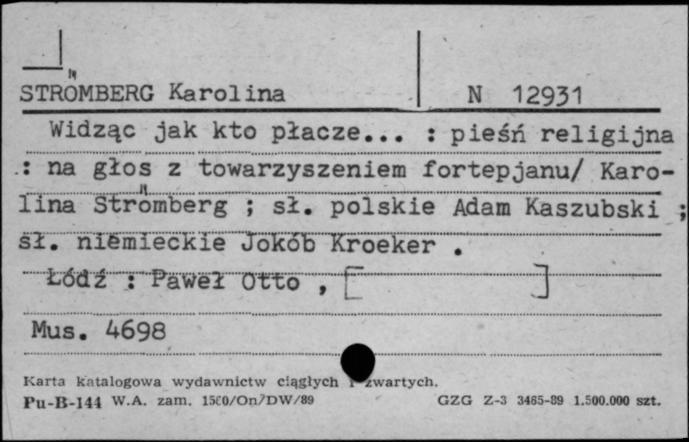 STRÖMBERG Karolina N 12931
Widząc jak kto płacze... : pieśń religijna
: na głos z towarzyszeniem fortepjanu/ Karo-
lina Strömberg ; sł. polskie Adam Kaszubski ;
sł. niemieckie Jokób Kroeker .
Łódź : Paweł Otto , [ ]
Mus. 4698
Karta katalogowa wydawnictw ciągłych i zwartych.
Pu-B-144 W.A. zam. 1500/On/DW/89 GZG Z-3 3465-89 1.500.000 szt.